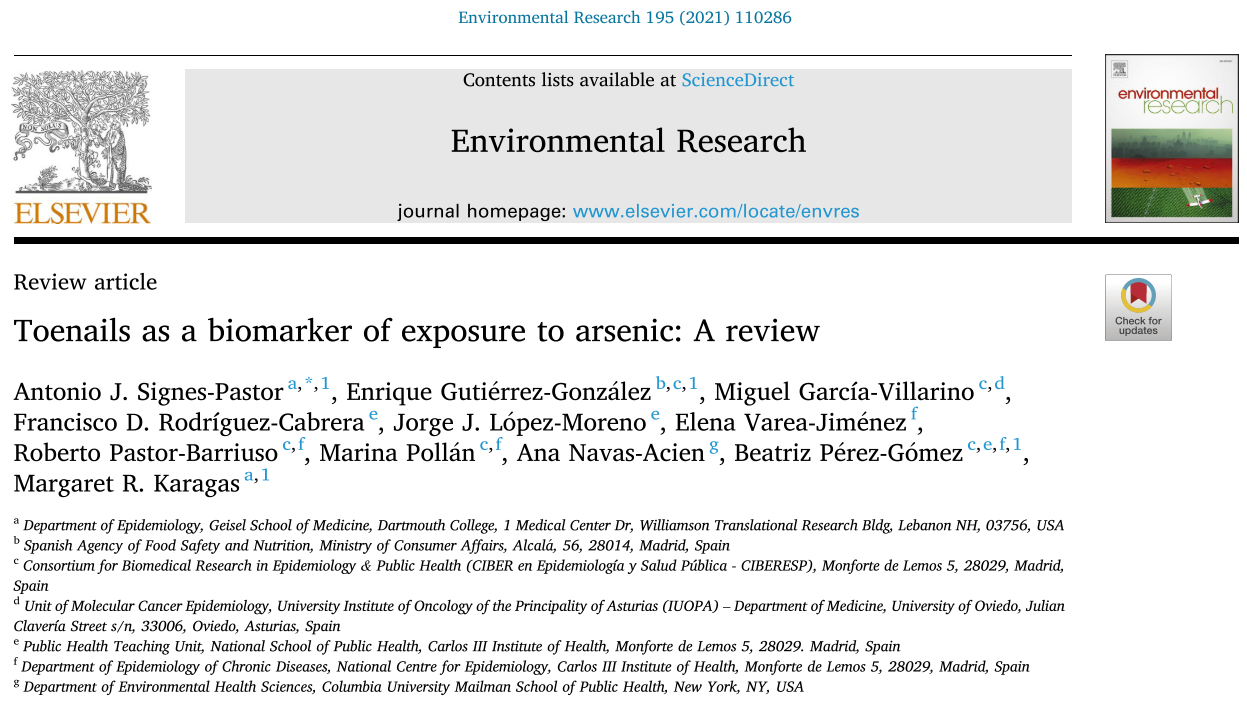 Environmental Research 195 (2021) 110286
Contents lists available at ScienceDirect
Environmental Research
journal homepage: www.elsevier.com/locate/envres
ELSEVIER
environmental
research
Review article
Check for
updates
Toenails as a biomarker of exposure to arsenic: A review
Antonio J. Signes-Pastor a,*,1, Enrique Gutiérrez-González b,c,1, Miguel García-Villarino c,d,
Francisco D. Rodríguez-Cabrera e, Jorge J. López-Moreno e, Elena Varea-Jiménez f,
Roberto Pastor-Barriuso c,f, Marina Pollán c,f, Ana Navas-Acien g, Beatriz Pérez-Gómez c,e,f,1,
Margaret R. Karagas a,1
a Department of Epidemiology, Geisel School of Medicine, Dartmouth College, 1 Medical Center Dr, Williamson Translational Research Bldg, Lebanon NH, 03756, USA
b Spanish Agency of Food Safety and Nutrition, Ministry of Consumer Affairs, Alcalá, 56, 28014, Madrid, Spain
c Consortium for Biomedical Research in Epidemiology & Public Health (CIBER en Epidemiología y Salud Pública - CIBERESP), Monforte de Lemos 5, 28029, Madrid,
Spain
d Unit of Molecular Cancer Epidemiology, University Institute of Oncology of the Principality of Asturias (IUOPA) – Department of Medicine, University of Oviedo, Julian
Clavería Street s/n, 33006, Oviedo, Asturias, Spain
e Public Health Teaching Unit, National School of Public Health, Carlos III Institute of Health, Monforte de Lemos 5, 28029. Madrid, Spain
f Department of Epidemiology of Chronic Diseases, National Centre for Epidemiology, Carlos III Institute of Health, Monforte de Lemos 5, 28029, Madrid, Spain
g Department of Environmental Health Sciences, Columbia University Mailman School of Public Health, New York, NY, USA